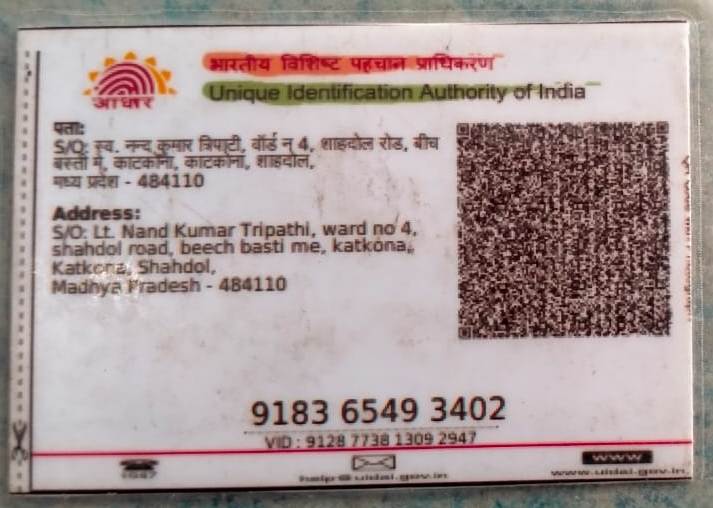 भारतीय विशिष्ट पहचान प्राधिकरण
Unique Identification Authority of India
आधार
पता:
S/O: स्व. नन्द कुमार त्रिपाटी, वॉर्ड न 4, शाहदोल रोड, बीच
बस्ती मे, काटकोना, काटकोना, शाहदोल,
मध्य प्रदेश - 484110
Address:
S/O: Lt. Nand Kumar Tripathi, ward no 4,
shahdol road, beech basti me, katkona,
Katkona, Shahdol,
Madhya Pradesh - 484110
9183 6549 3402
VID : 9128 7738 1309 2947
1947
help@uidai.gov.in
www
www.uidai.gov.in